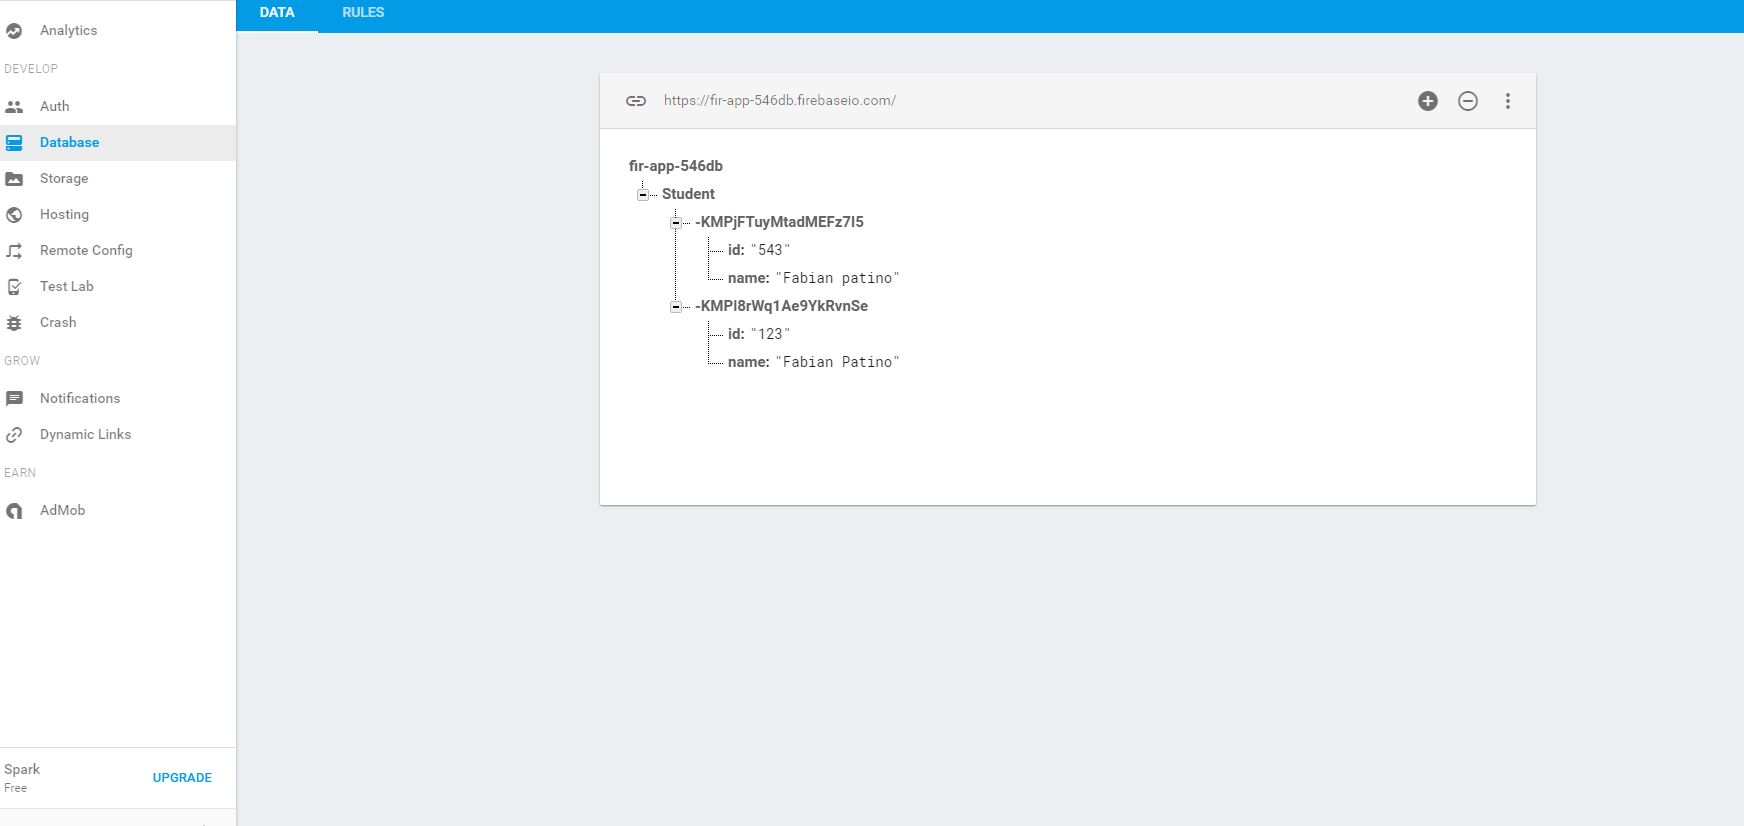 DATA RULES
Analytics
DEVELOP
Auth
Database
Storage
Hosting
Remote Config
Test Lab
Crash
GROW
Notifications
Dynamic Links
EARN
AdMob
Spark
Free
UPGRADE
https://fir-app-546db.firebaseio.com/
fir-app-546db
Student
-KMPjFTuyMtadMEFz7I5
id: "543"
name: "Fabian patino"
-KMPl8rWq1Ae9YkRvnSe
id: "123"
name: "Fabian Patino"